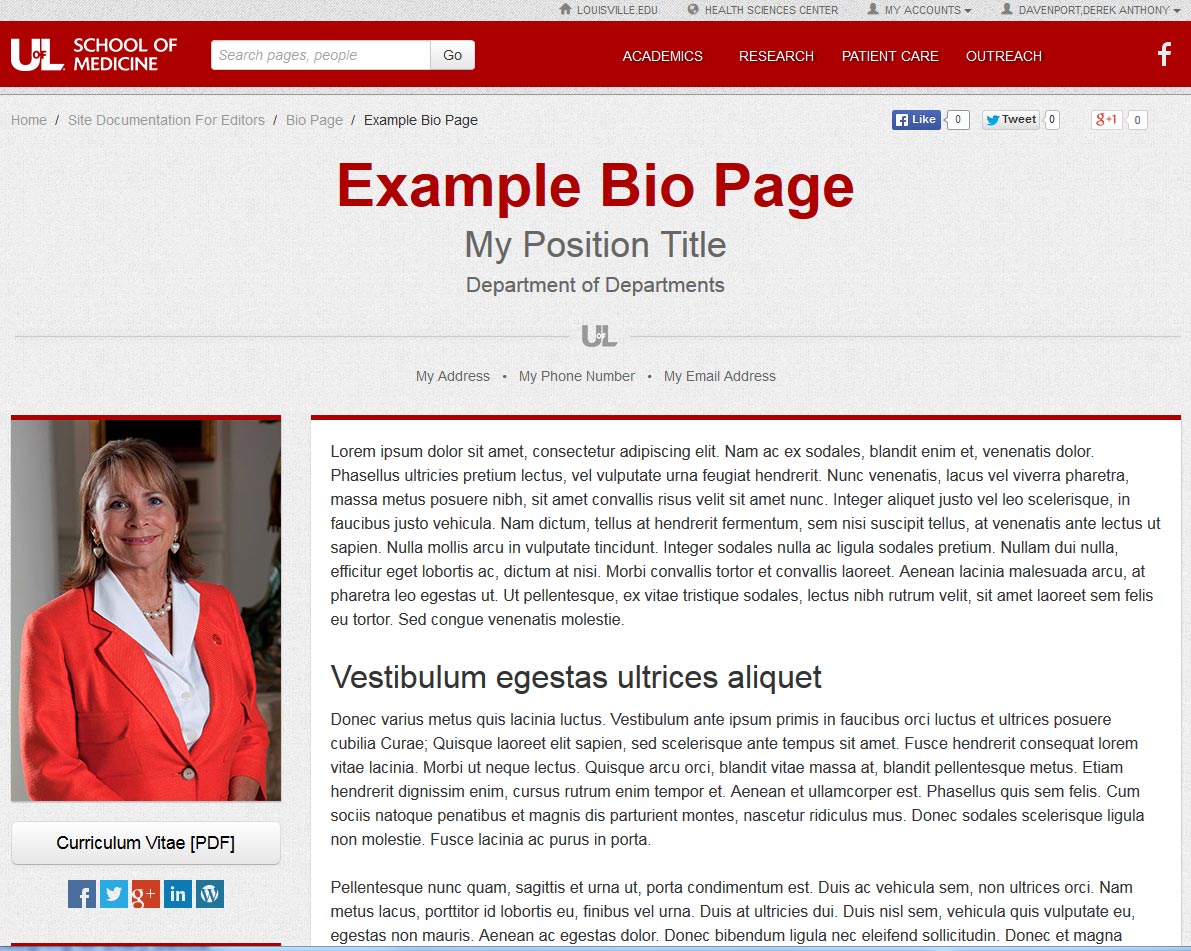 LOUISVILLE.EDU HEALTH SCIENCES CENTER MY ACCOUNTS DAVENPORT,DEREK ANTHONY
UOFL SCHOOL OF
MEDICINE
Search pages, people Go
ACADEMICS RESEARCH PATIENT CARE OUTREACH
Home / Site Documentation For Editors / Bio Page / Example Bio Page
Like 0 Tweet 0 g+1 0
Example Bio Page
My Position Title
Department of Departments
UOFL
My Address • My Phone Number • My Email Address
Lorem ipsum dolor sit amet, consectetur adipiscing elit. Nam ac ex sodales, blandit enim et, venenatis dolor.
Phasellus ultricies pretium lectus, vel vulputate urna feugiat hendrerit. Nunc venenatis, lacus vel viverra pharetra,
massa metus posuere nibh, sit amet convallis risus velit sit amet nunc. Integer aliquet justo vel leo scelerisque, in
faucibus justo vehicula. Nam dictum, tellus at hendrerit fermentum, sem nisi suscipit tellus, at venenatis ante lectus ut
sapien. Nulla mollis arcu in vulputate tincidunt. Integer sodales nulla ac ligula sodales pretium. Nullam dui nulla,
efficitur eget lobortis ac, dictum at nisi. Morbi convallis tortor et convallis laoreet. Aenean lacinia malesuada arcu, at
pharetra leo egestas ut. Ut pellentesque, ex vitae tristique sodales, lectus nibh rutrum velit, sit amet laoreet sem felis
eu tortor. Sed congue venenatis molestie.
Vestibulum egestas ultrices aliquet
Donec varius metus quis lacinia luctus. Vestibulum ante ipsum primis in faucibus orci luctus et ultrices posuere
cubilia Curae; Quisque laoreet elit sapien, sed scelerisque ante tempus sit amet. Fusce hendrerit consequat lorem
vitae lacinia. Morbi ut neque lectus. Quisque arcu orci, blandit vitae massa at, blandit pellentesque metus. Etiam
hendrerit dignissim enim, cursus rutrum enim tempor et. Aenean et ullamcorper est. Phasellus quis sem felis. Cum
sociis natoque penatibus et magnis dis parturient montes, nascetur ridiculus mus. Donec sodales scelerisque ligula
non molestie. Fusce lacinia ac purus in porta.
Pellentesque nunc quam, sagittis et urna ut, porta condimentum est. Duis ac vehicula sem, non ultrices orci. Nam
metus lacus, porttitor id lobortis eu, finibus vel urna. Duis at ultricies dui. Duis nisl sem, vehicula quis vulputate eu,
egestas non mauris. Aenean ac egestas dolor. Donec bibendum ligula nec eleifend sollicitudin. Donec et magna
Curriculum Vitae [PDF]
f g+ in W